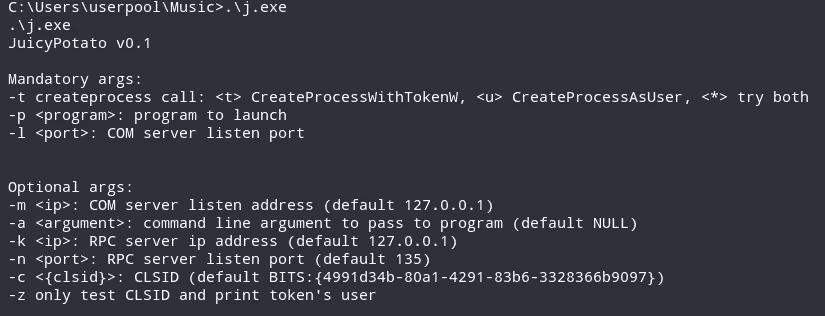 C:\Users\userpool\Music>.\j.exe
.\j.exe
JuicyPotato v0.1
Mandatory args:
-t createprocess call: <t> CreateProcessWithTokenW, <u> CreateProcessAsUser, <*> try both
-p <program>: program to launch
-l <port>: COM server listen port
Optional args:
-m <ip>: COM server listen address (default 127.0.0.1)
-a <argument>: command line argument to pass to program (default NULL)
-k <ip>: RPC server ip address (default 127.0.0.1)
-n <port>: RPC server listen port (default 135)
-c <{clsid}>: CLSID (default BITS:{4991d34b-80a1-4291-83b6-3328366b9097})
-z only test CLSID and print token's user